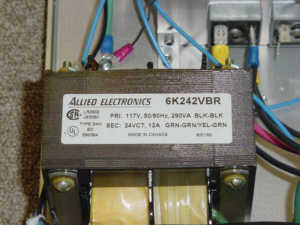 ALLIED ELECTRONICS 6K242VBR
PRI: 117V, 50/60Hz, 290VA BLK-BLK
SEC: 24VCT, 12A GRN-GRN/YEL-GRN
MADE IN CANADA